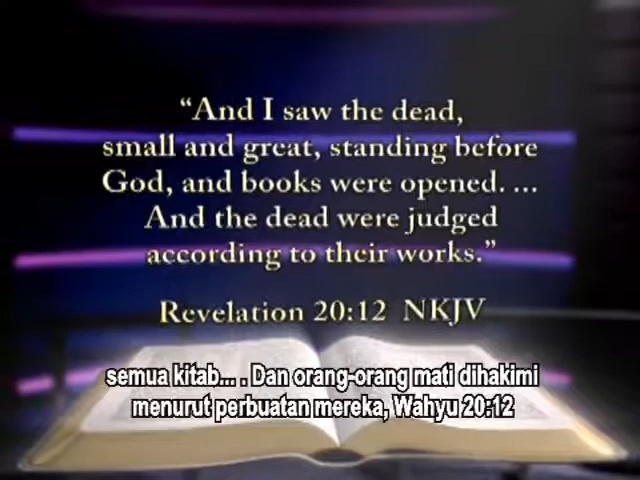 “And I saw the dead,
small and great, standing before
God, and books were opened. ...
And the dead were judged
according to their works.”
Revelation 20:12 NKJV
semua kitab... . Dan orang-orang mati dihakimi
menurut perbuatan mereka, Wahyu 20:12